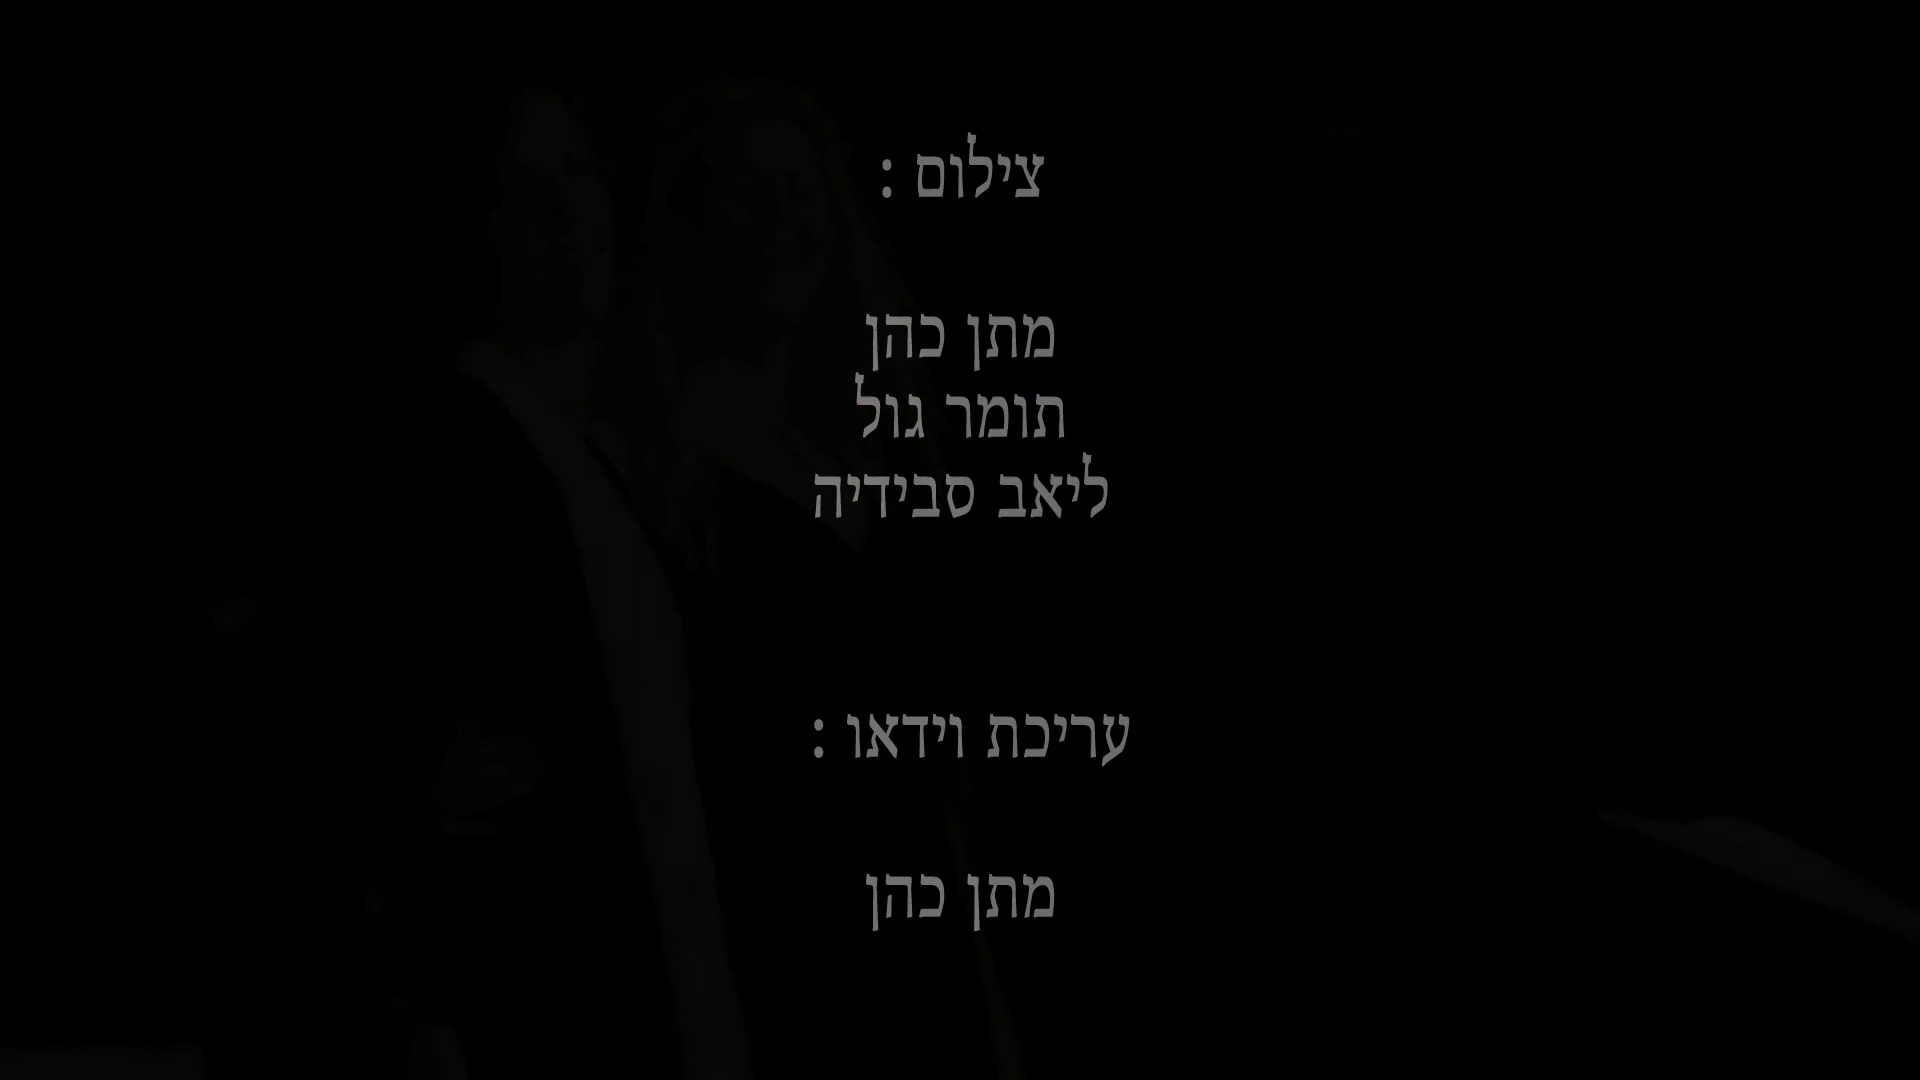 צילום :
מתן כהן
תומר גול
ליאב סבידיה
עריכת וידאו :
מתן כהן